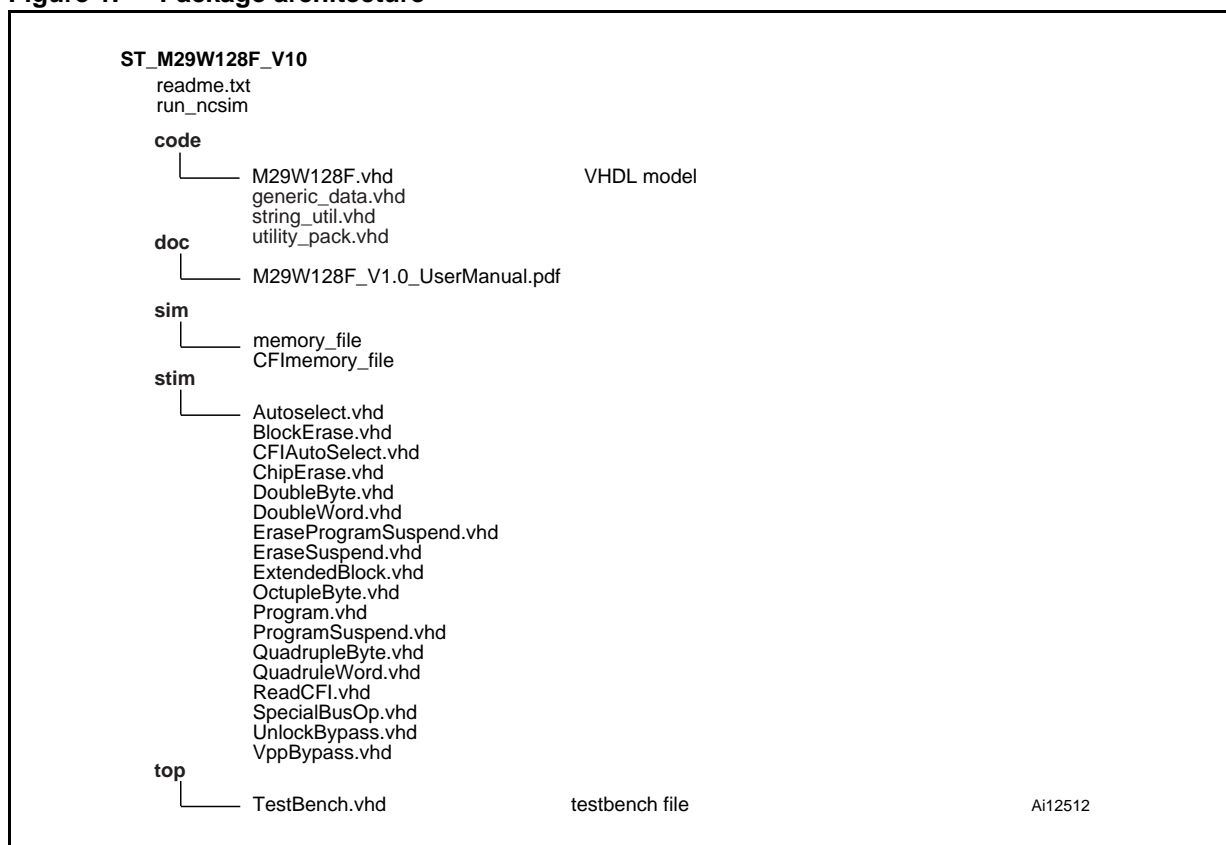 Figure 1. Package architecture
ST_M29W128F_V10
readme.txt
run_ncsim
code
M29W128F.vhd VHDL model
generic_data.vhd
string_util.vhd
utility_pack.vhd
doc
M29W128F_V1.0_UserManual.pdf
sim
memory_file
CFImemory_file
stim
Autoselect.vhd
BlockErase.vhd
CFIAutoSelect.vhd
ChipErase.vhd
DoubleByte.vhd
DoubleWord.vhd
EraseProgramSuspend.vhd
EraseSuspend.vhd
ExtendedBlock.vhd
OctupleByte.vhd
Program.vhd
ProgramSuspend.vhd
QuadrupleByte.vhd
QuadruleWord.vhd
ReadCFI.vhd
SpecialBusOp.vhd
UnlockBypass.vhd
VppBypass.vhd
top
TestBench.vhd testbench file Ai12512